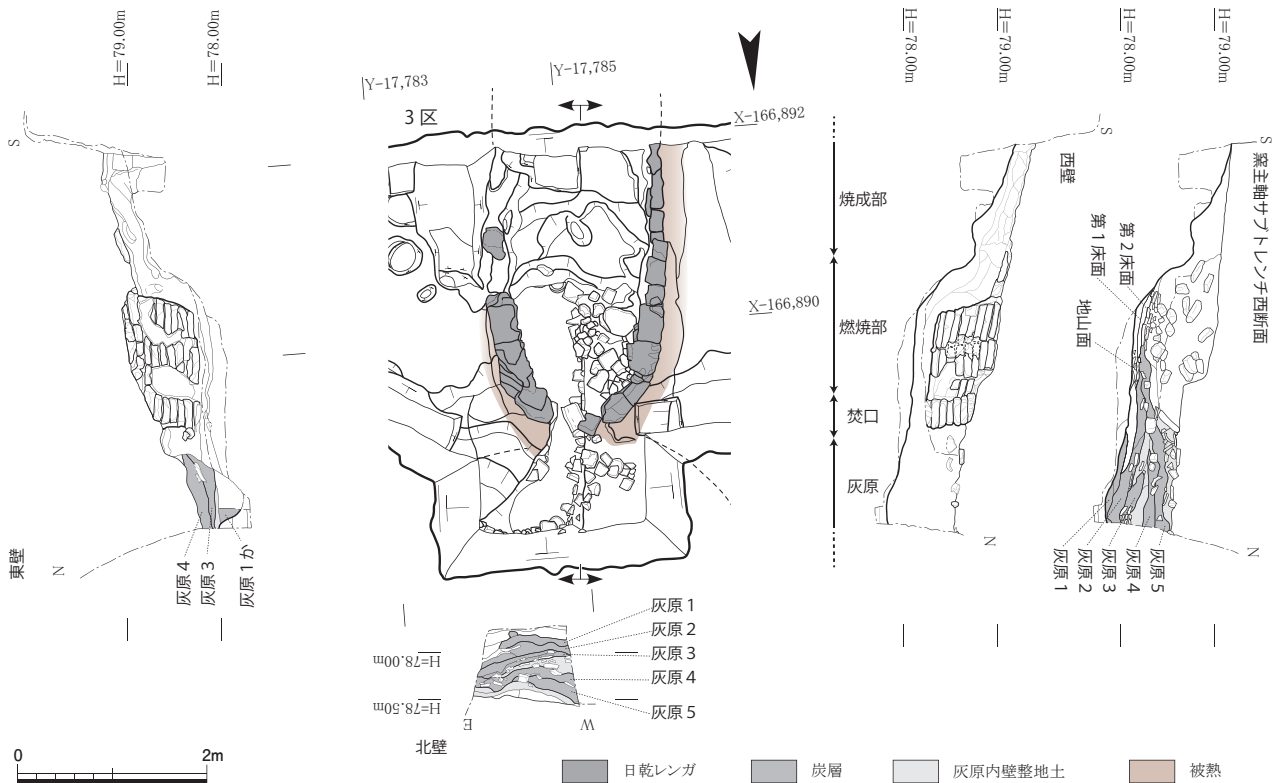 H=79.00m
H=78.00m
S
東壁
N
灰原4
灰原3
灰原1か
3区
Y-17,783
Y-17,785
X-166,892
X-166,890
焼成部
燃焼部
焚口
灰原
H=78.00m
H=79.00m
S
西壁
N
H=78.00m
H=79.00m
S
窯主軸サブトレンチ西断面
第2床面
第1床面
地山面
N
灰原1
灰原2
灰原3
灰原4
灰原5
灰原1
灰原2
灰原3
灰原4
灰原5
H=78.00m
H=78.50m
E
W
北壁
0
2m
日乾レンガ
炭層
灰原内壁整地土
被熱